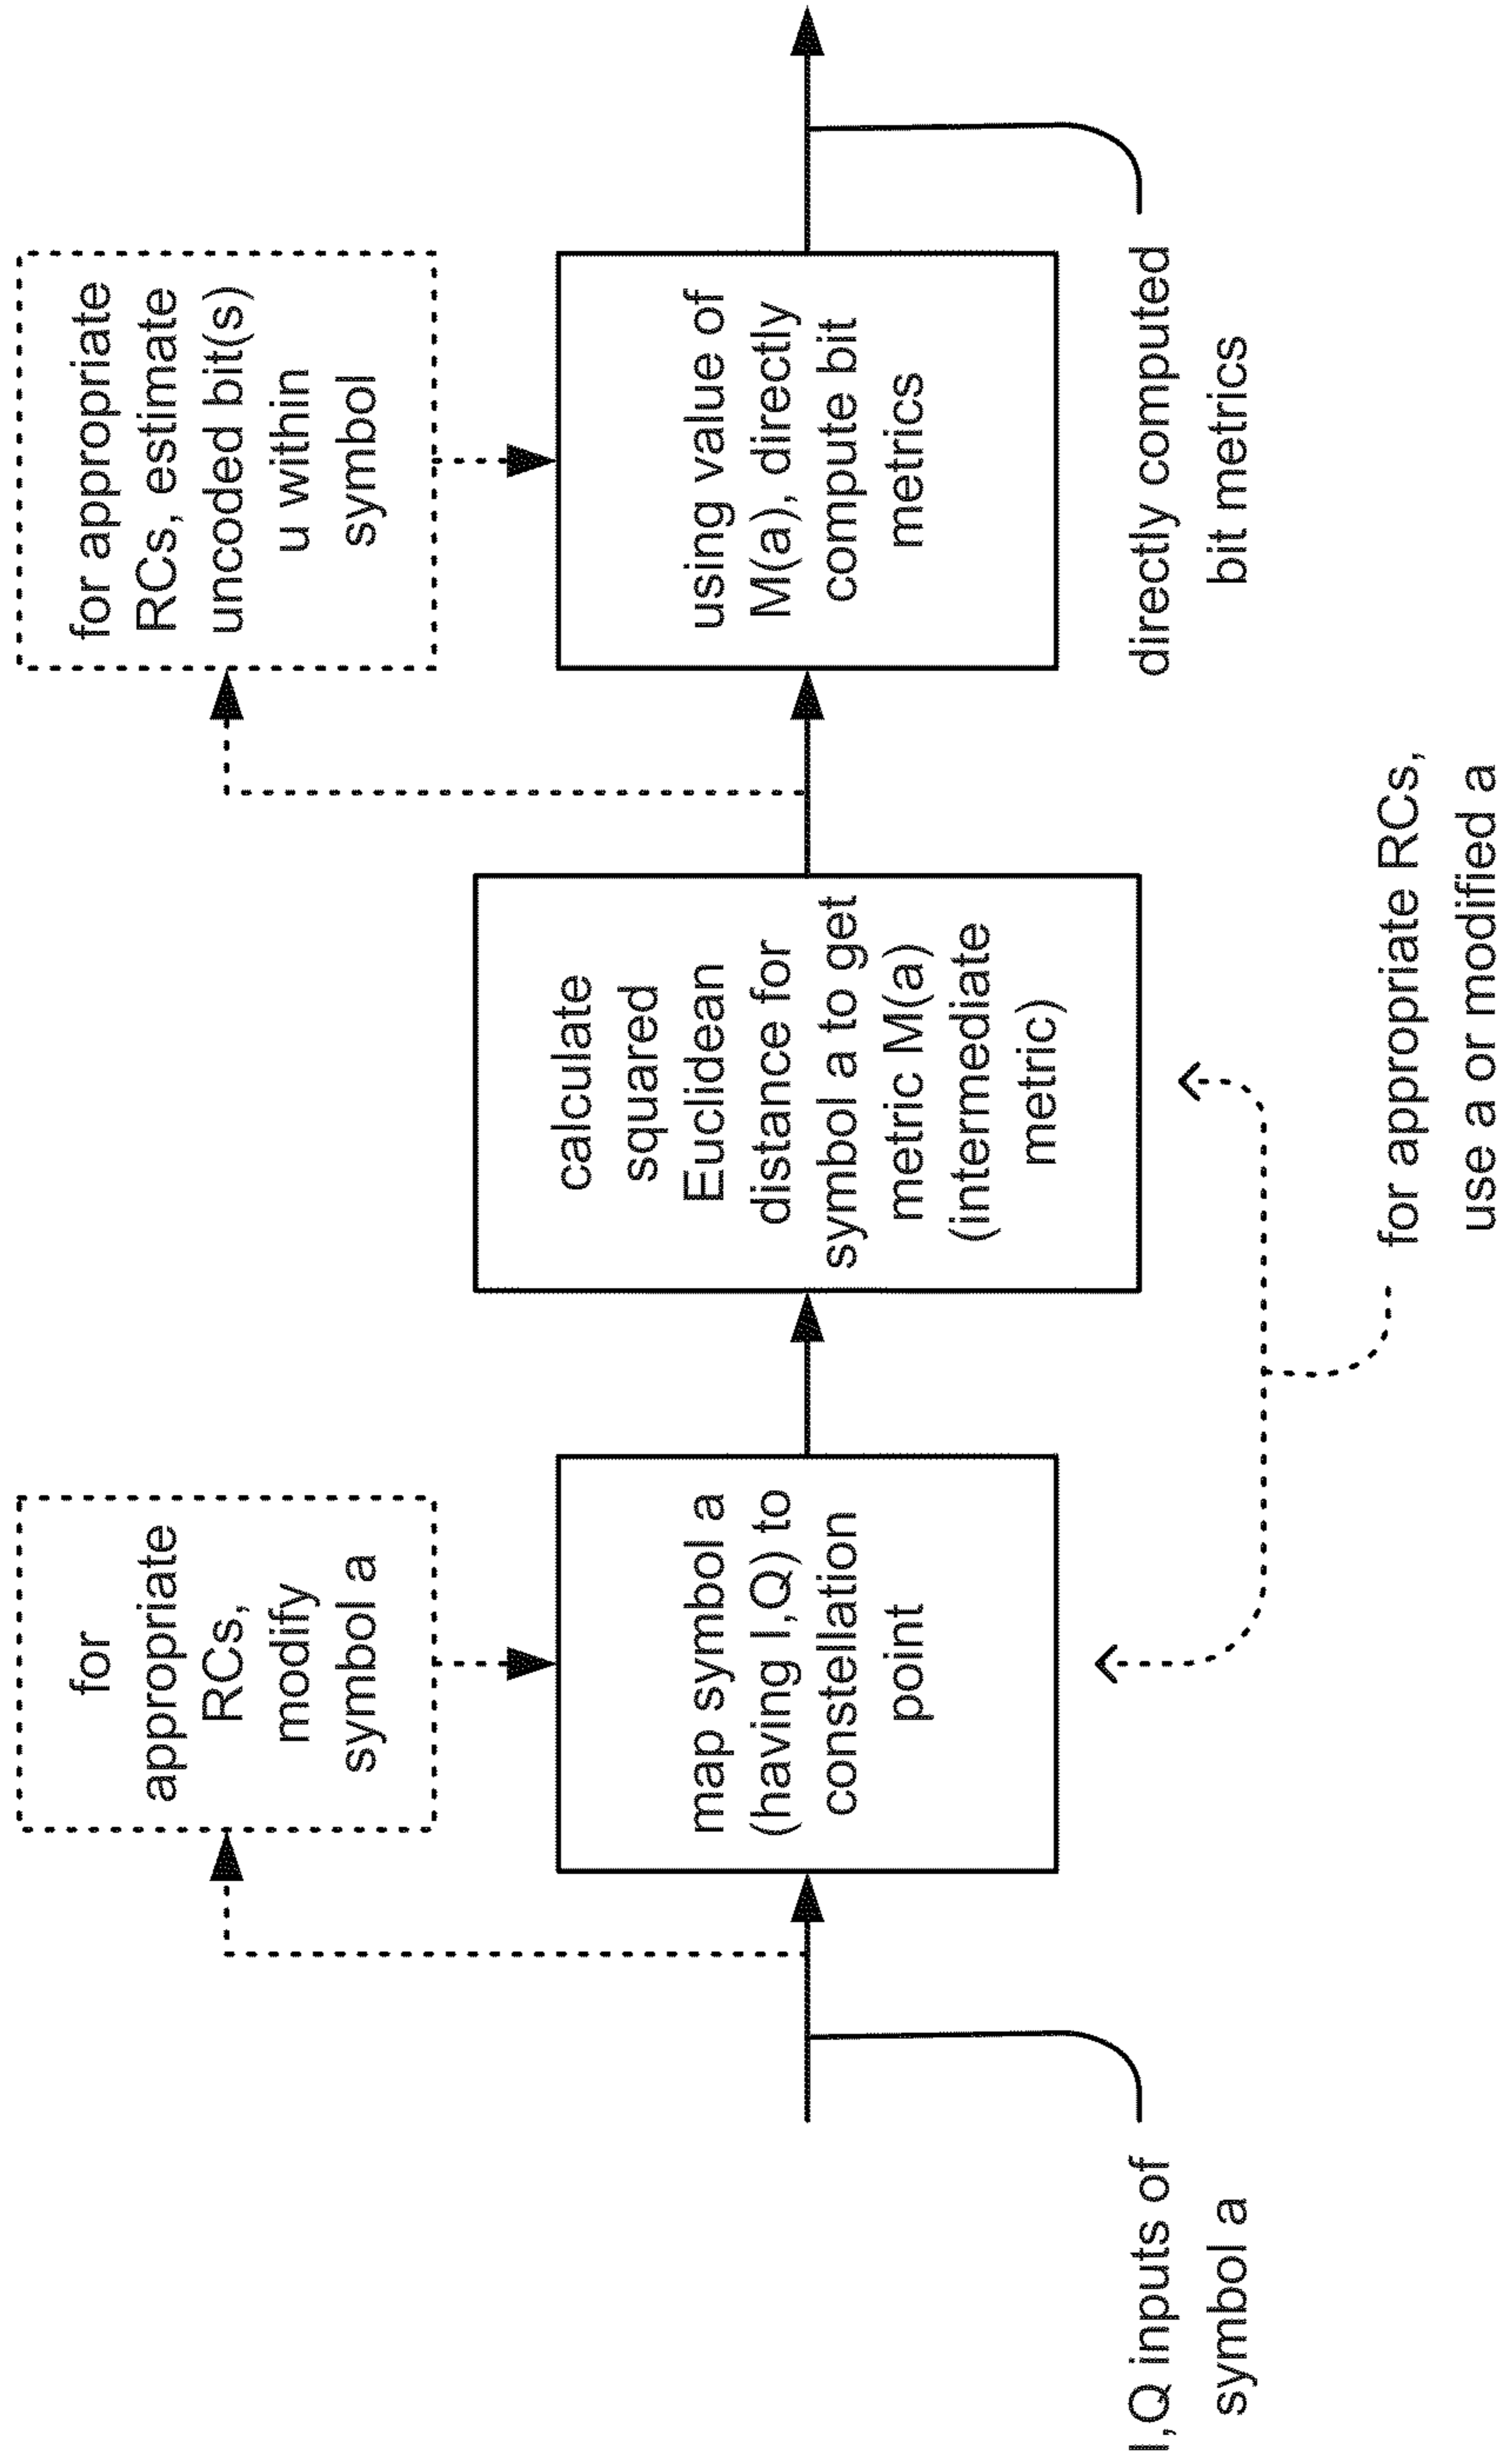 for
appropriate
RCs,
modify
symbol a
for appropriate
RCs, estimate
uncoded bit(s)
u within
symbol
map symbol a
(having I,Q) to
constellation
point
calculate
squared
Euclidean
distance for
symbol a to get
metric M(a)
(intermediate
metric)
using value of
M(a), directly
compute bit
metrics
I,Q inputs of
symbol a
directly computed
bit metrics
for appropriate RCs,
use a or modified a